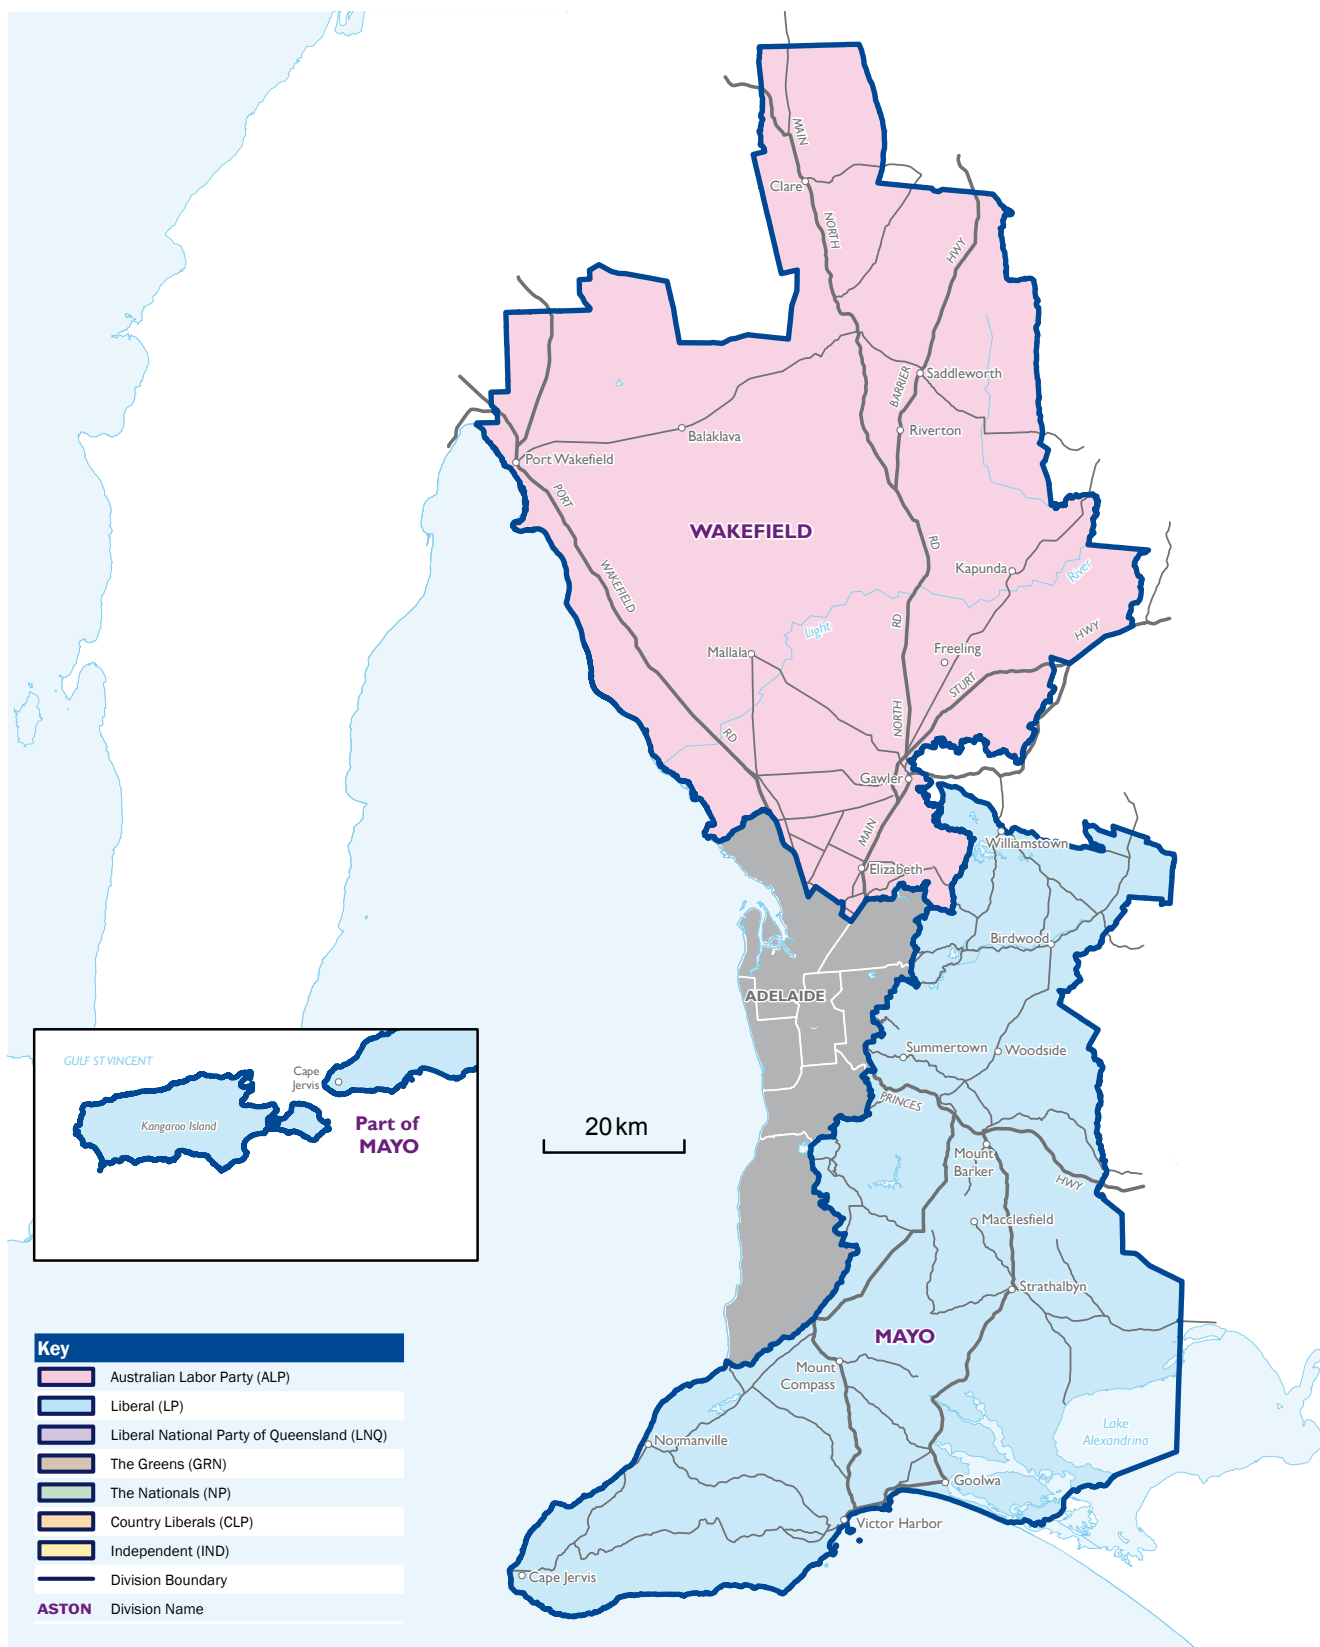 MAIN
Clare
NORTH
HWY
BARRIER
Saddleworth
Riverton
Balaklava
Port Wakefield
PORT
WAKEFIELD
WAKEFIELD
RD
Kapunda
River
Light
RD
HWY
Mallala
Freeling
STURT
NORTH
RD
Gawler
MAIN
Williamstown
Elizabeth
Birdwood
ADELAIDE
Summertown
Woodside
PRINCES
GULF ST VINCENT
Cape
Jervis
Kangaroo Island
Part of
MAYO
20 km
Mount
Barker
HWY
Macclesfield
Strathalbyn
MAYO
Mount
Compass
Lake
Alexandrina
Normanville
Goolwa
Victor Harbor
Cape Jervis
Key
Australian Labor Party (ALP)
Liberal (LP)
Liberal National Party of Queensland (LNQ)
The Greens (GRN)
The Nationals (NP)
Country Liberals (CLP)
Independent (IND)
Division Boundary
ASTON Division Name